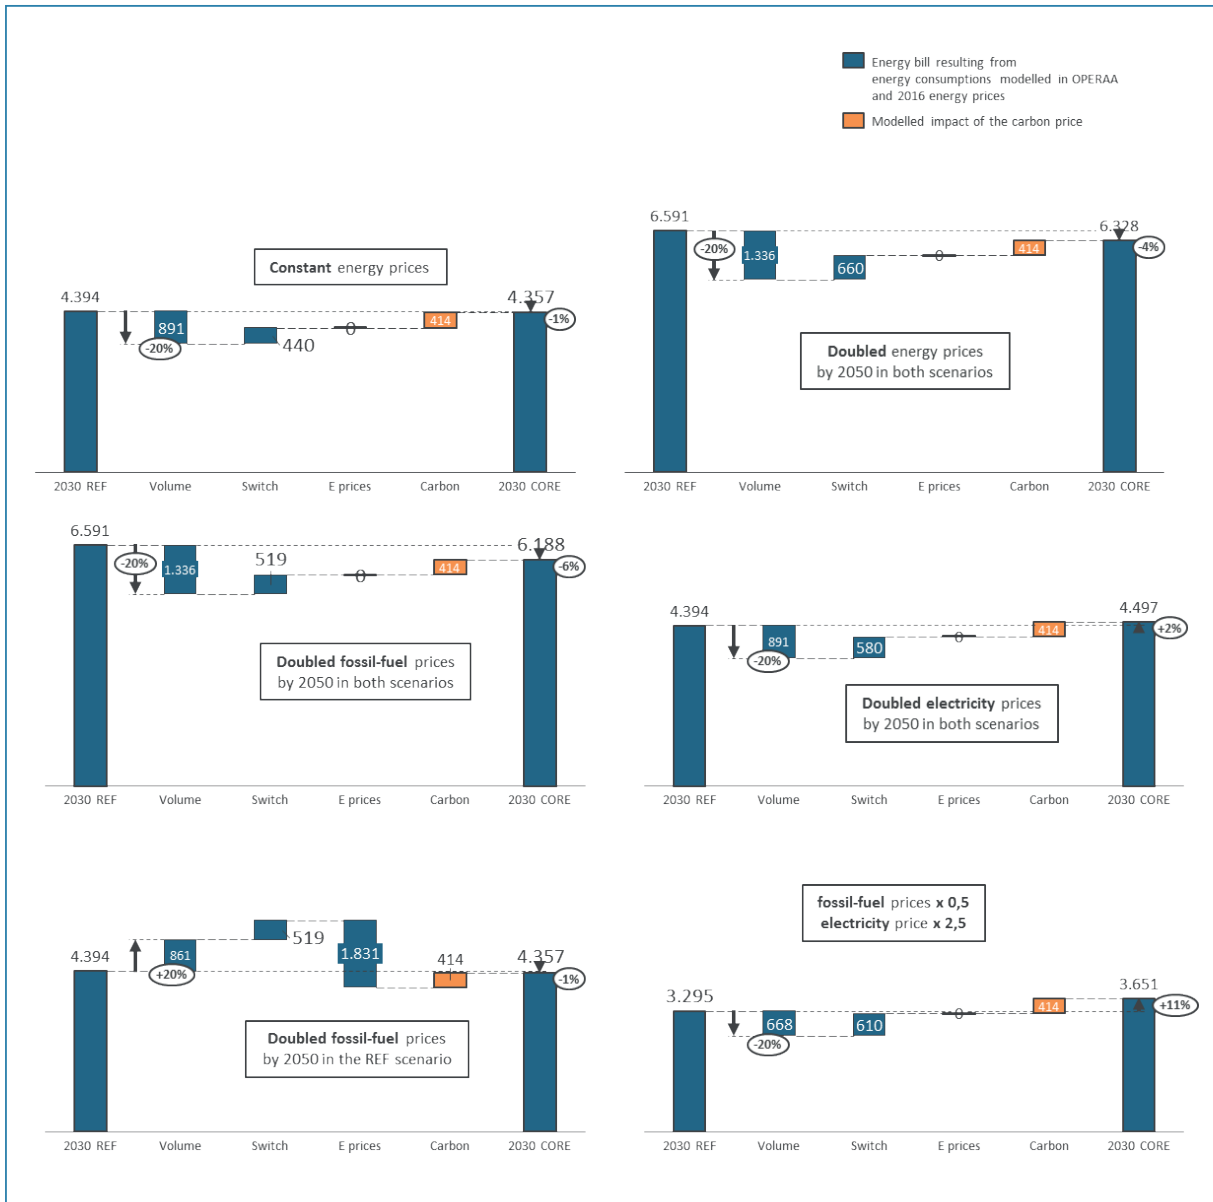 Energy bill resulting from
energy consumptions modelled in OPERAA
and 2016 energy prices
Modelled impact of the carbon price
Constant energy prices
4.394
891
-20%
440
0
414
4.357
-1%
2030 REF Volume Switch E prices Carbon 2030 CORE
6.591
-20%
1.336
660
0
414
6.328
-4%
Doubled energy prices
by 2050 in both scenarios
2030 REF Volume Switch E prices Carbon 2030 CORE
6.591
-20%
1.336
519
0
414
6.188
-6%
Doubled fossil-fuel prices
by 2050 in both scenarios
2030 REF Volume Switch E prices Carbon 2030 CORE
4.394
891
-20%
580
0
414
4.497
+2%
Doubled electricity prices
by 2050 in both scenarios
2030 REF Volume Switch E prices Carbon 2030 CORE
4.394
861
+20%
519
1.831
414
4.357
-1%
Doubled fossil-fuel prices
by 2050 in the REF scenario
2030 REF Volume Switch E prices Carbon 2030 CORE
fossil-fuel prices x 0,5
electricity price x 2,5
3.295
668
-20%
610
0
414
3.651
+11%
2030 REF Volume Switch E prices Carbon 2030 CORE